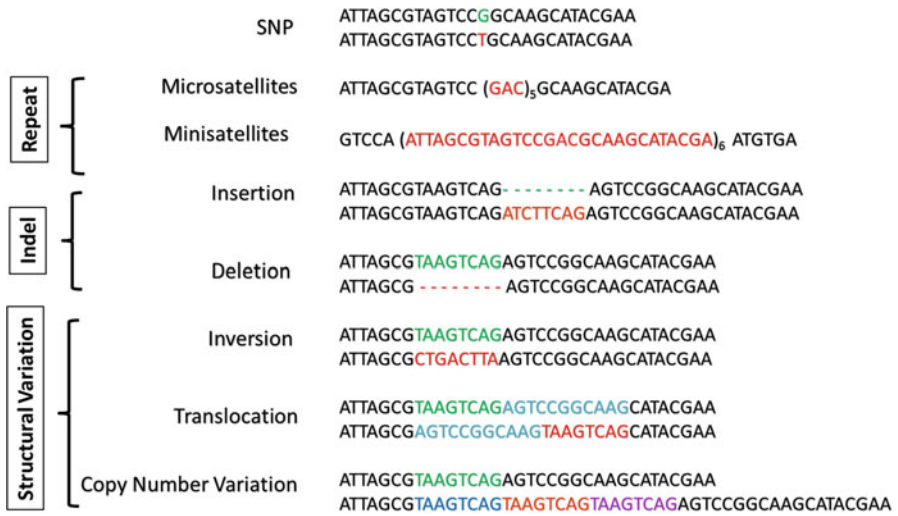 SNP
ATTAGCGTAGTCCGGCAAGCATACGAA
ATTAGCGTAGTCCTGCAAGCATACGAA
Repeat
Microsatellites
ATTAGCGTAGTCC (GAC)5GCAAGCATACGA
Minisatellites
GTCCA (ATTAGCGTAGTCCGACGCAAGCATACGA)6 ATGTGA
Indel
Insertion
ATTAGCGTAAGTCAG- - - - - - - - AGTCCGGCAAGCATACGAA
ATTAGCGTAAGTCAGATCTTCAGAGTCCGGCAAGCATACGAA
Deletion
ATTAGCGTAAGTCAGAGTCCGGCAAGCATACGAA
ATTAGCG - - - - - - - - AGTCCGGCAAGCATACGAA
Structural Variation
Inversion
ATTAGCGTAAGTCAGAGTCCGGCAAGCATACGAA
ATTAGCGCTGACTTAAGTCCGGCAAGCATACGAA
Translocation
ATTAGCGTAAGTCAGAGTCCGGCAAGCATACGAA
ATTAGCGAGTCCGGCAAGTAAGTCAGCATACGAA
Copy Number Variation
ATTAGCGTAAGTCAGAGTCCGGCAAGCATACGAA
ATTAGCGTAAGTCAGTAAGTCAGTAAGTCAGAGTCCGGCAAGCATACGAA